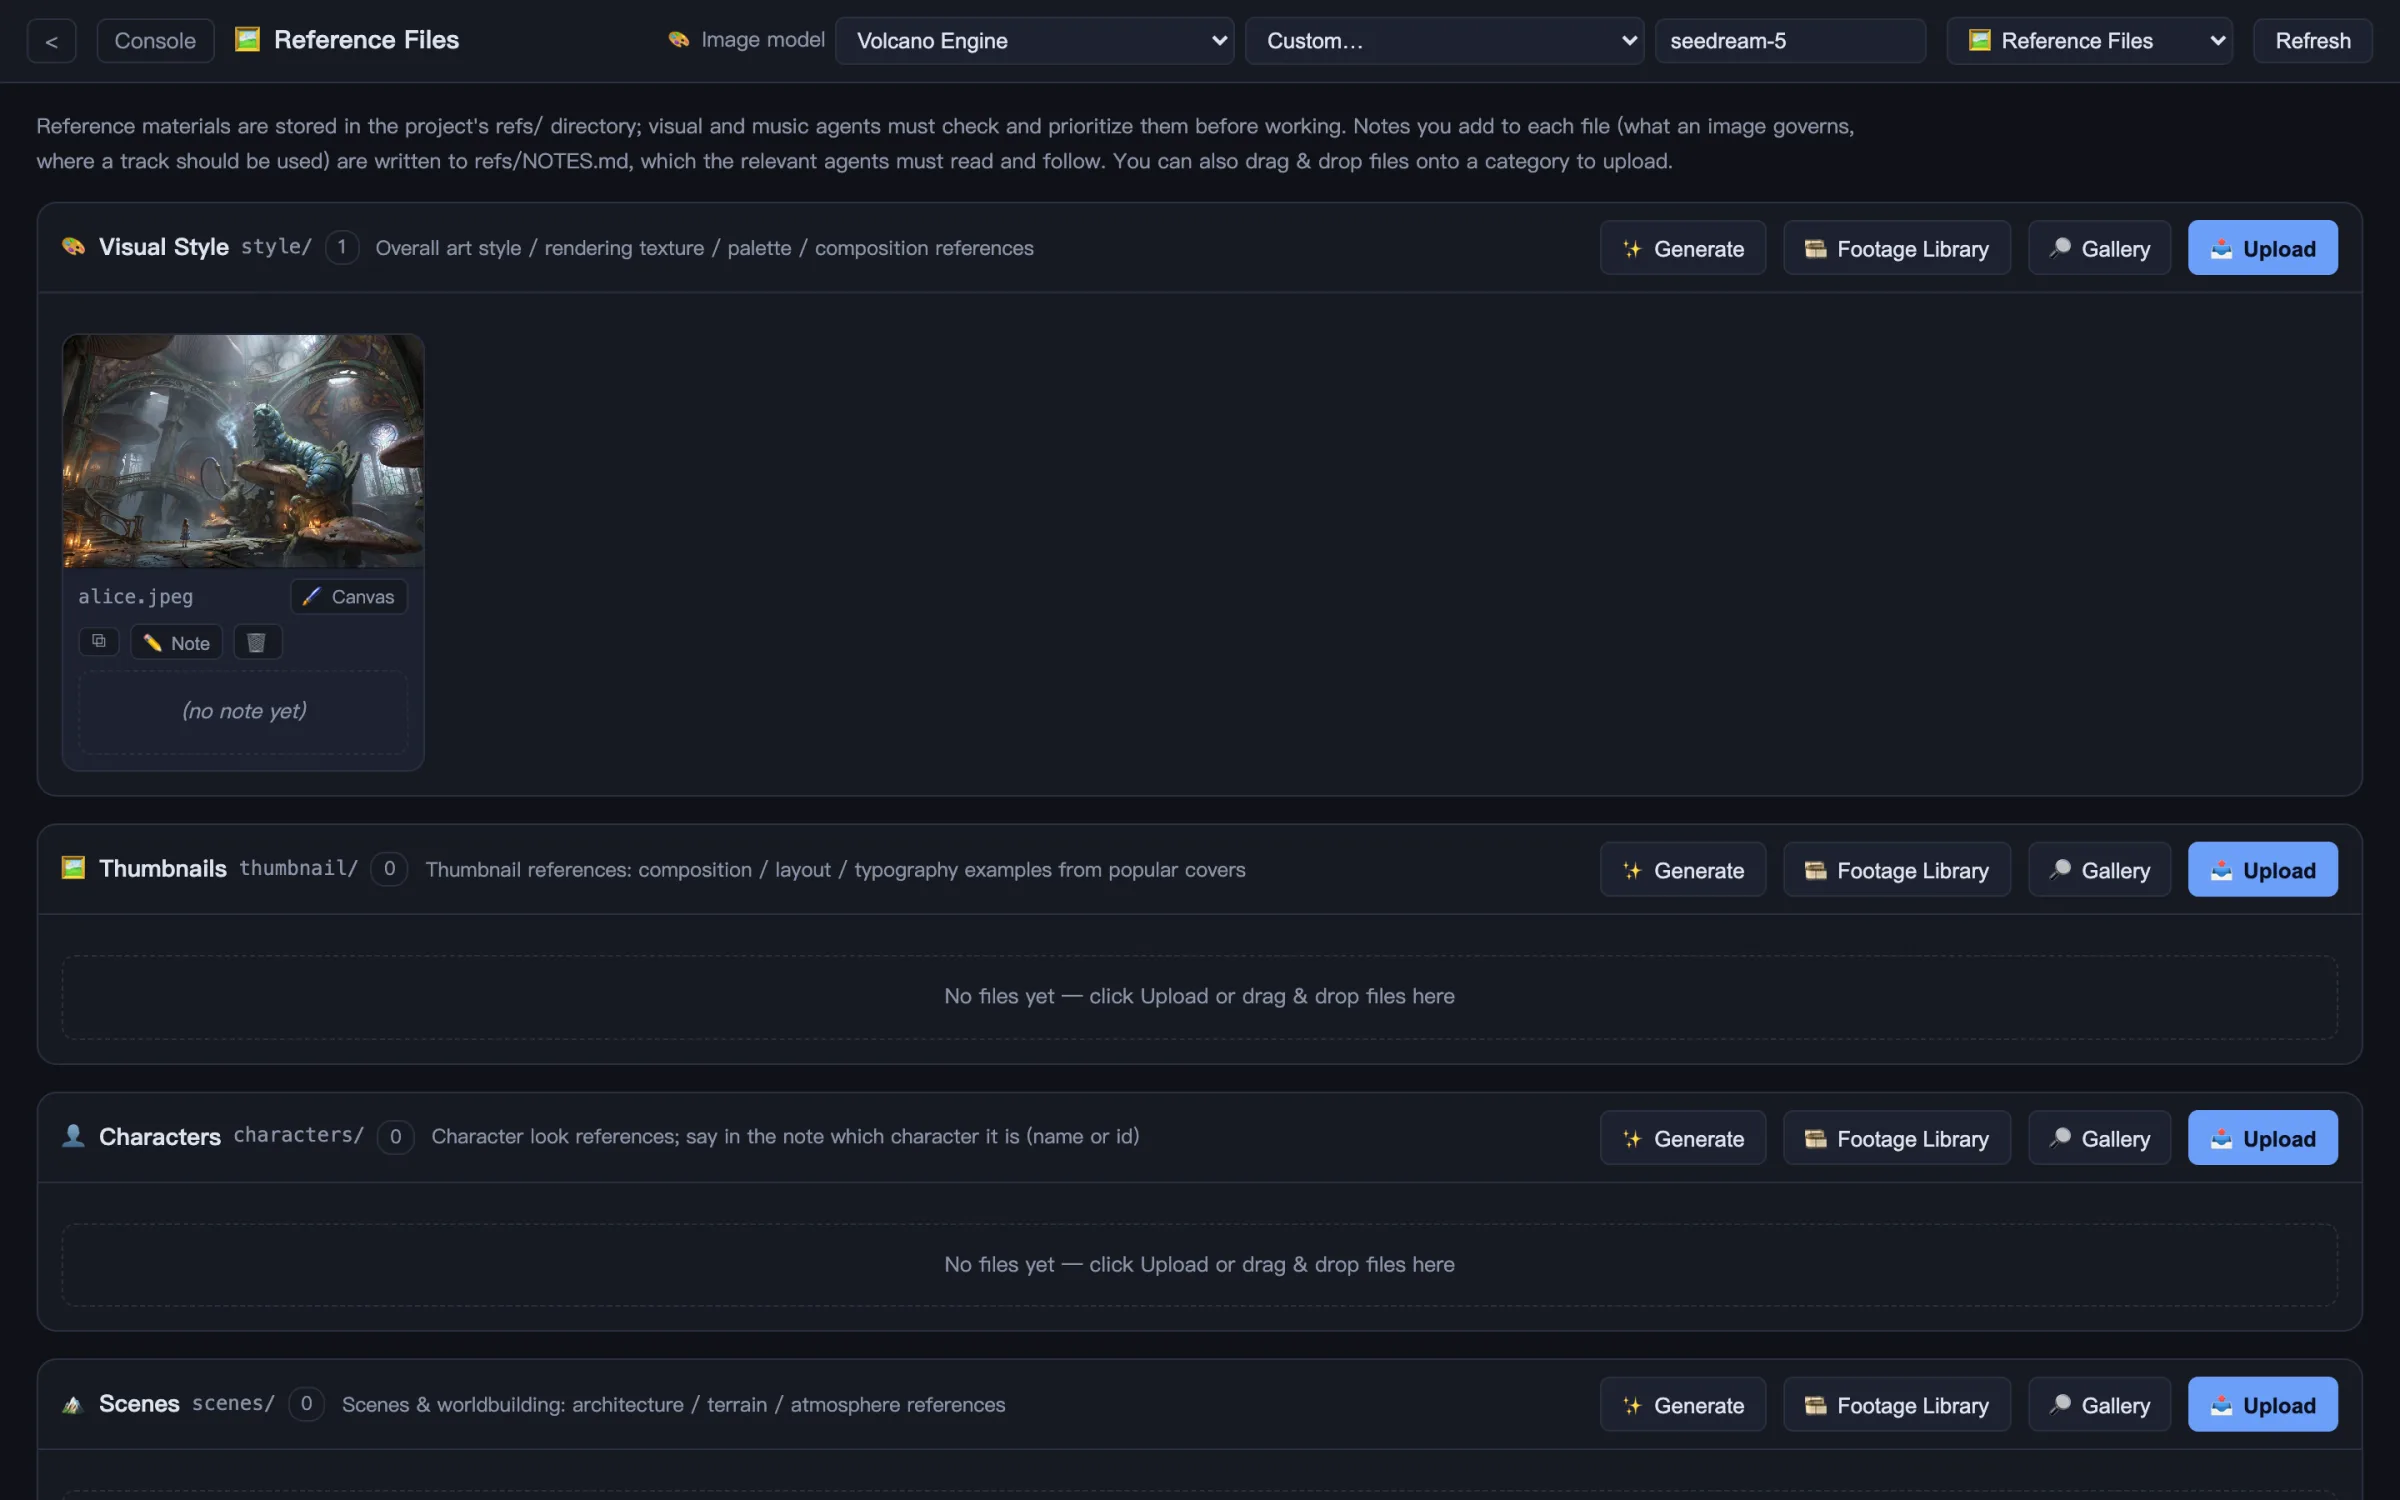 < Console Reference Files Image model Volcano Engine Custom... seedream-5 Reference Files Refresh
Reference materials are stored in the project's refs/ directory; visual and music agents must check and prioritize them before working. Notes you add to each file (what an image governs,
where a track should be used) are written to refs/NOTES.md, which the relevant agents must read and follow. You can also drag & drop files onto a category to upload.
Visual Style style/ 1 Overall art style / rendering texture / palette / composition references Generate Footage Library Gallery Upload
alice.jpeg Canvas
Note
(no note yet)
Thumbnails thumbnail/ 0 Thumbnail references: composition / layout / typography examples from popular covers Generate Footage Library Gallery Upload
No files yet — click Upload or drag & drop files here
Characters characters/ 0 Character look references; say in the note which character it is (name or id) Generate Footage Library Gallery Upload
No files yet — click Upload or drag & drop files here
Scenes scenes/ 0 Scenes & worldbuilding: architecture / terrain / atmosphere references Generate Footage Library Gallery Upload